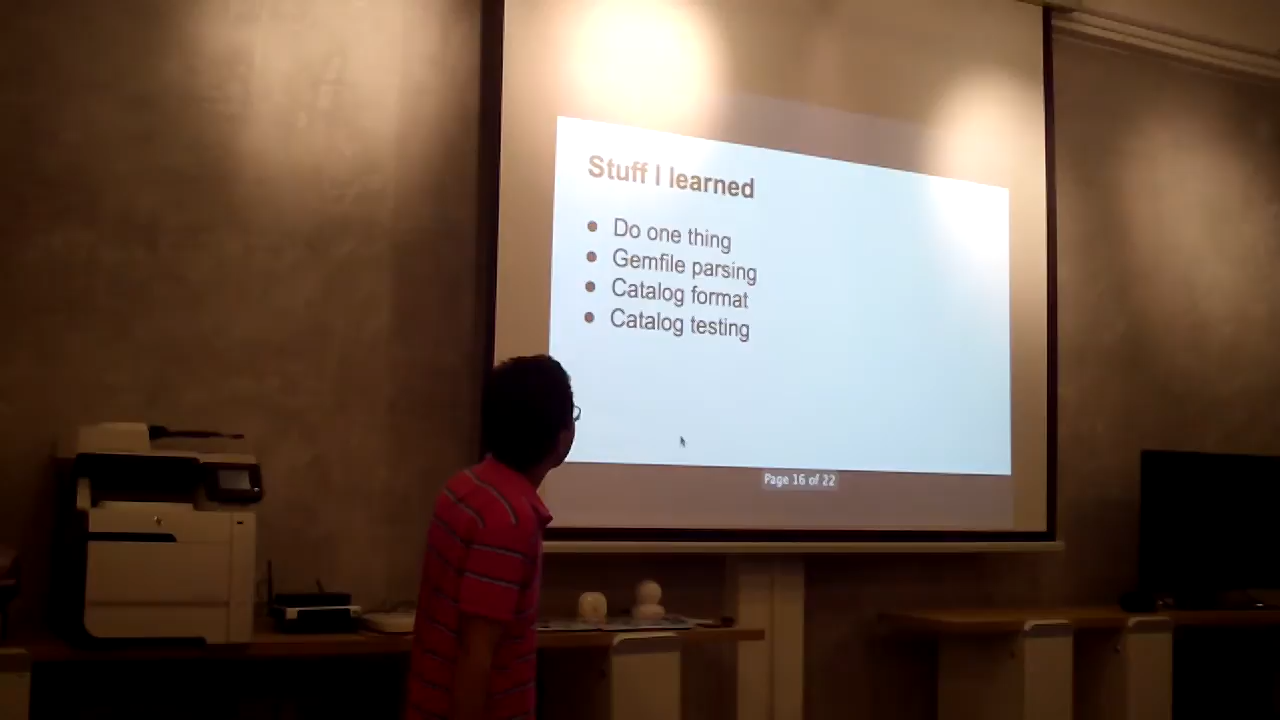 Stuff I learned
● Do one thing
● Gemfile parsing
● Catalog format
● Catalog testing
Page 16 of 22